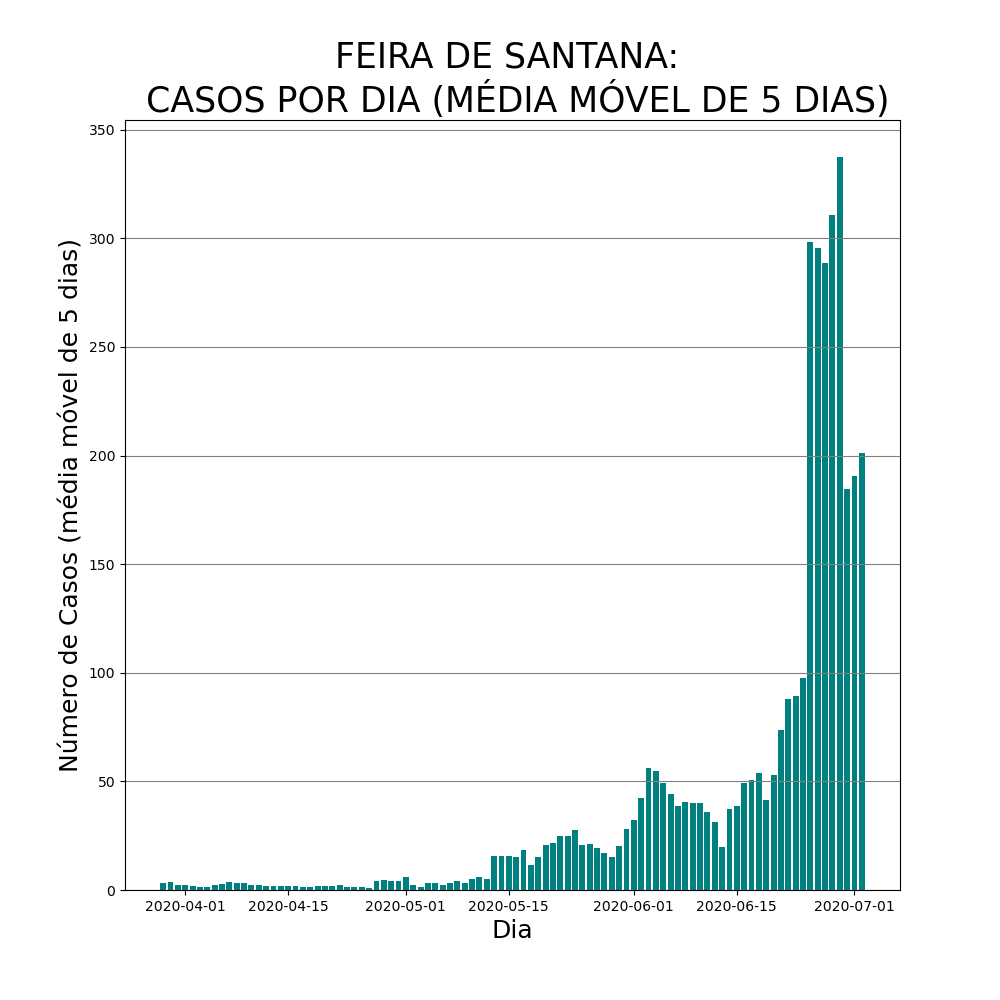 FEIRA DE SANTANA:
CASOS POR DIA (MÉDIA MÓVEL DE 5 DIAS)
Número de Casos (média móvel de 5 dias)
350
300
250
200
150
100
50
0
2020-04-01 2020-04-15 2020-05-01 2020-05-15 2020-06-01 2020-06-15 2020-07-01
Dia